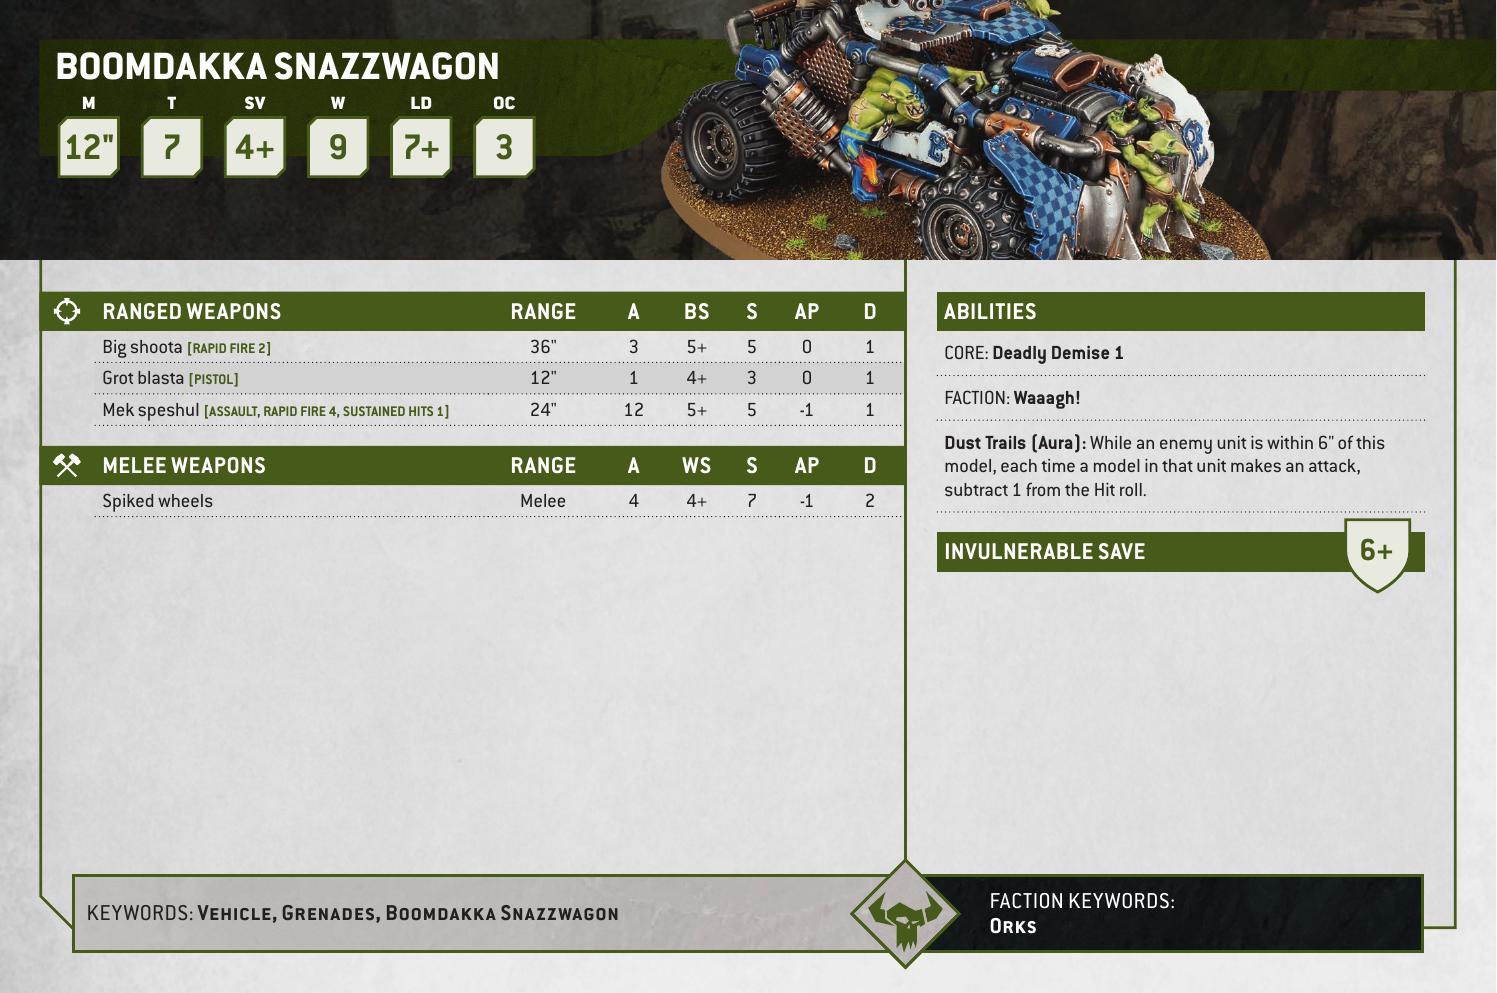 BOOMDAKKA SNAZZWAGON
M T SV W LD OC
12" 7 4+ 9 7+ 3
RANGED WEAPONS RANGE A BS S AP D
Big shoota [RAPID FIRE 2] 36" 3 5+ 5 0 1
Grot blasta [PISTOL] 12" 1 4+ 3 0 1
Mek speshul [ASSAULT, RAPID FIRE 4, SUSTAINED HITS 1] 24" 12 5+ 5 -1 1
MELEE WEAPONS RANGE A WS S AP D
Spiked wheels Melee 4 4+ 7 -1 2
ABILITIES
CORE: Deadly Demise 1
FACTION: Waaagh!
Dust Trails (Aura): While an enemy unit is within 6" of this
model, each time a model in that unit makes an attack,
subtract 1 from the Hit roll.
INVULNERABLE SAVE 6+
KEYWORDS: VEHICLE, GRENADES, BOOMDAKKA SNAZZWAGON
FACTION KEYWORDS:
ORKS